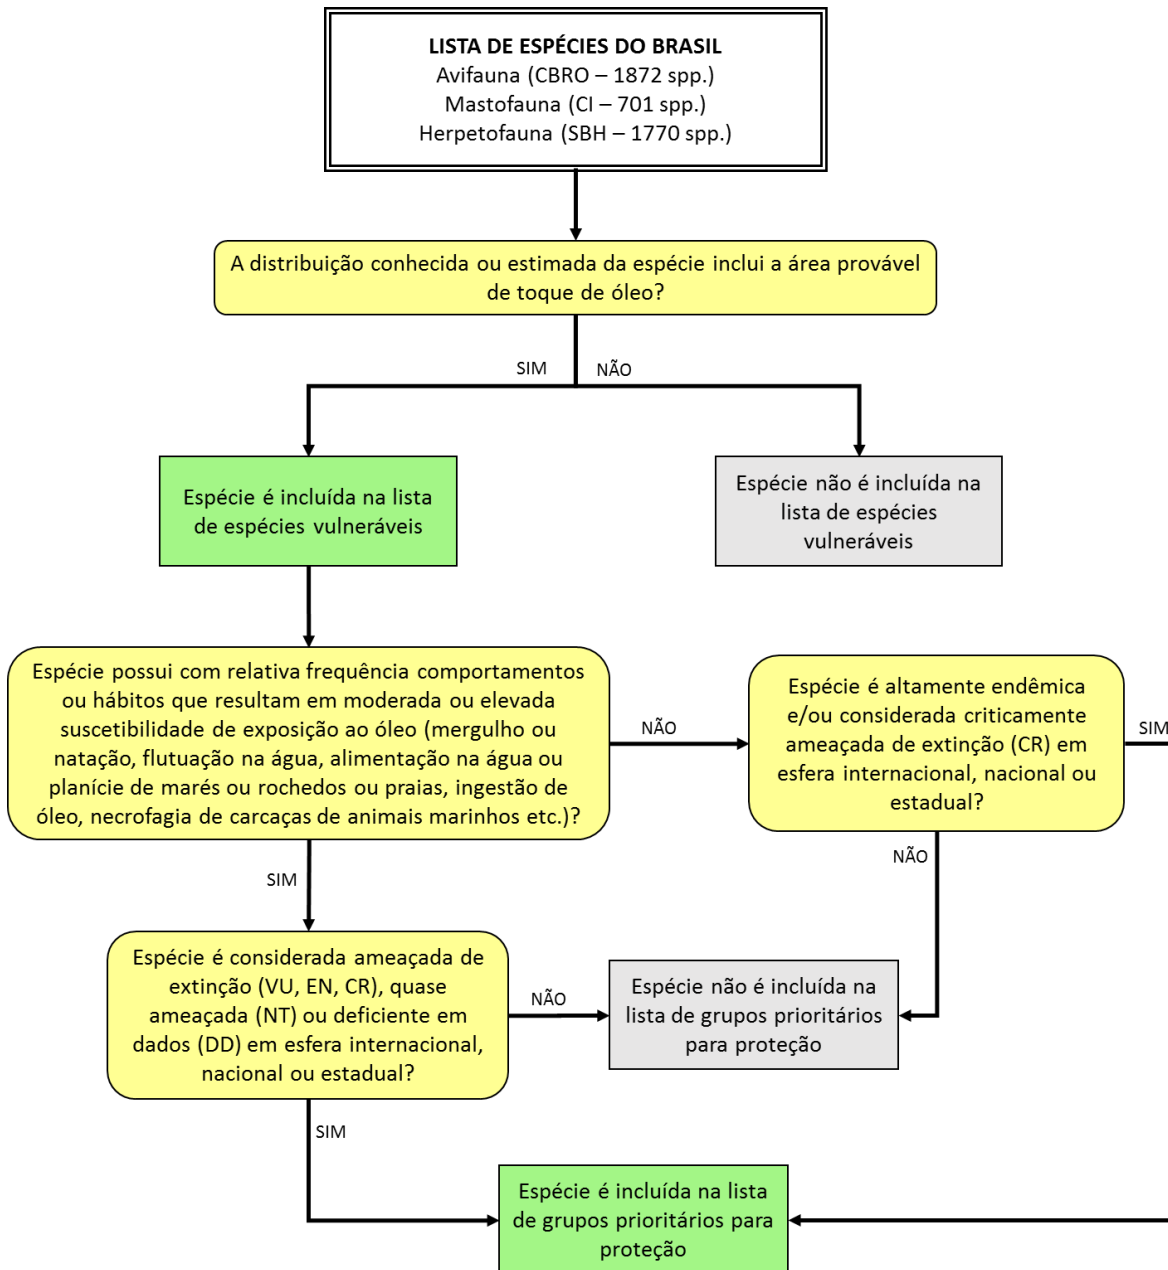 LISTA DE ESPÉCIES DO BRASIL
Avifauna (CBRO – 1872 spp.)
Mastofauna (CI – 701 spp.)
Herpetofauna (SBH – 1770 spp.)
A distribuição conhecida ou estimada da espécie inclui a área provável
de toque de óleo?
SIM
NÃO
Espécie é incluída na lista
de espécies vulneráveis
Espécie não é incluída na
lista de espécies
vulneráveis
Espécie possui com relativa frequência comportamentos
ou hábitos que resultam em moderada ou elevada
suscetibilidade de exposição ao óleo (mergulho ou
natação, flutuação na água, alimentação na água ou
planície de marés ou rochedos ou praias, ingestão de
óleo, necrofagia de carcaças de animais marinhos etc.)?
NÃO
Espécie é altamente endêmica
e/ou considerada criticamente
ameaçada de extinção (CR) em
esfera internacional, nacional ou
estadual?
SIM
NÃO
SIM
Espécie é considerada ameaçada de
extinção (VU, EN, CR), quase
ameaçada (NT) ou deficiente em
dados (DD) em esfera internacional,
nacional ou estadual?
NÃO
Espécie não é incluída na
lista de grupos prioritários
para proteção
SIM
Espécie é incluída na lista
de grupos prioritários para
proteção